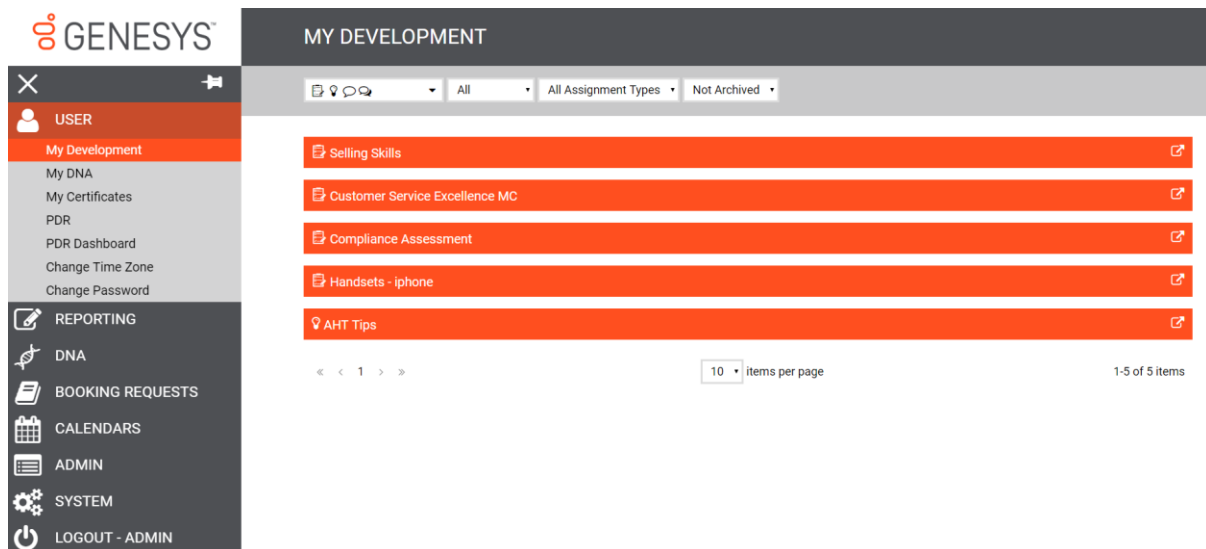 GENESYS™
MY DEVELOPMENT
All
All Assignment Types
Not Archived
USER
My Development
My DNA
My Certificates
PDR
PDR Dashboard
Change Time Zone
Change Password
REPORTING
DNA
BOOKING REQUESTS
CALENDARS
ADMIN
SYSTEM
LOGOUT - ADMIN
Selling Skills
Customer Service Excellence MC
Compliance Assessment
Handsets - iphone
AHT Tips
« < 1 > »
10 items per page
1-5 of 5 items